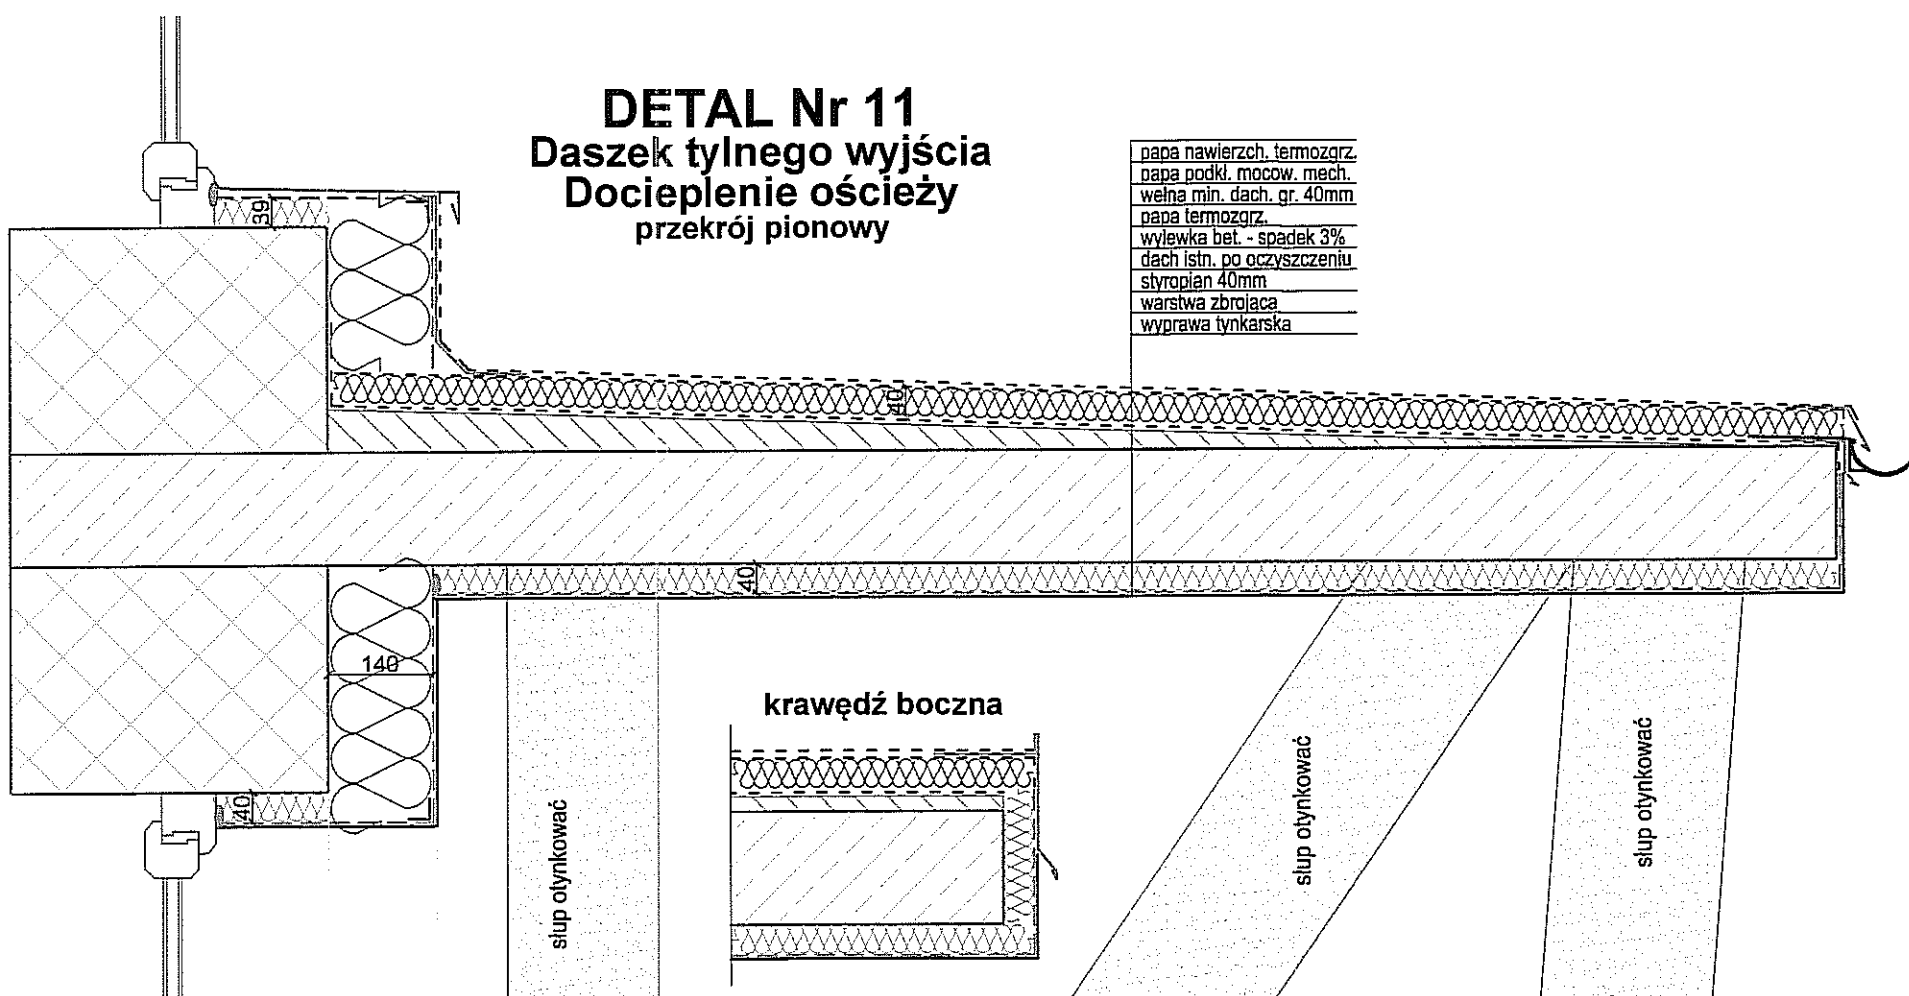 DETAL Nr 11
Daszek tylnego wyjścia
Docieplenie ościeży
przekrój pionowy
papa nawierzch. termozgrz.
papa podkł. mocow. mech.
wełna min. dach. gr. 40mm
papa termozgrz.
wylewka bet. - spadek 3%
dach istn. po oczyszczeniu
styropian 40mm
warstwa zbrojąca
wyprawa tynkarska
39
40
40
140
40
krawędź boczna
słup otynkować
słup otynkować
słup otynkować